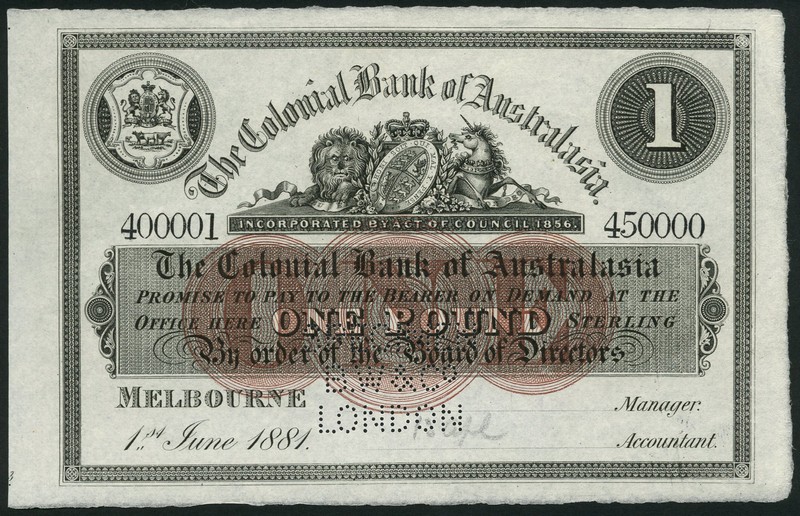 The Colonial Bank of Australasia.
1
INCORPORATED BY ACT OF COUNCIL 1856.
400001 450000
The Colonial Bank of Australasia
PROMISE TO PAY TO THE BEARER ON DEMAND AT THE
OFFICE HERE ONE POUND STERLING
By order of the Board of Directors
MELBOURNE
Manager.
LONDON
1st June 1881.
Accountant.